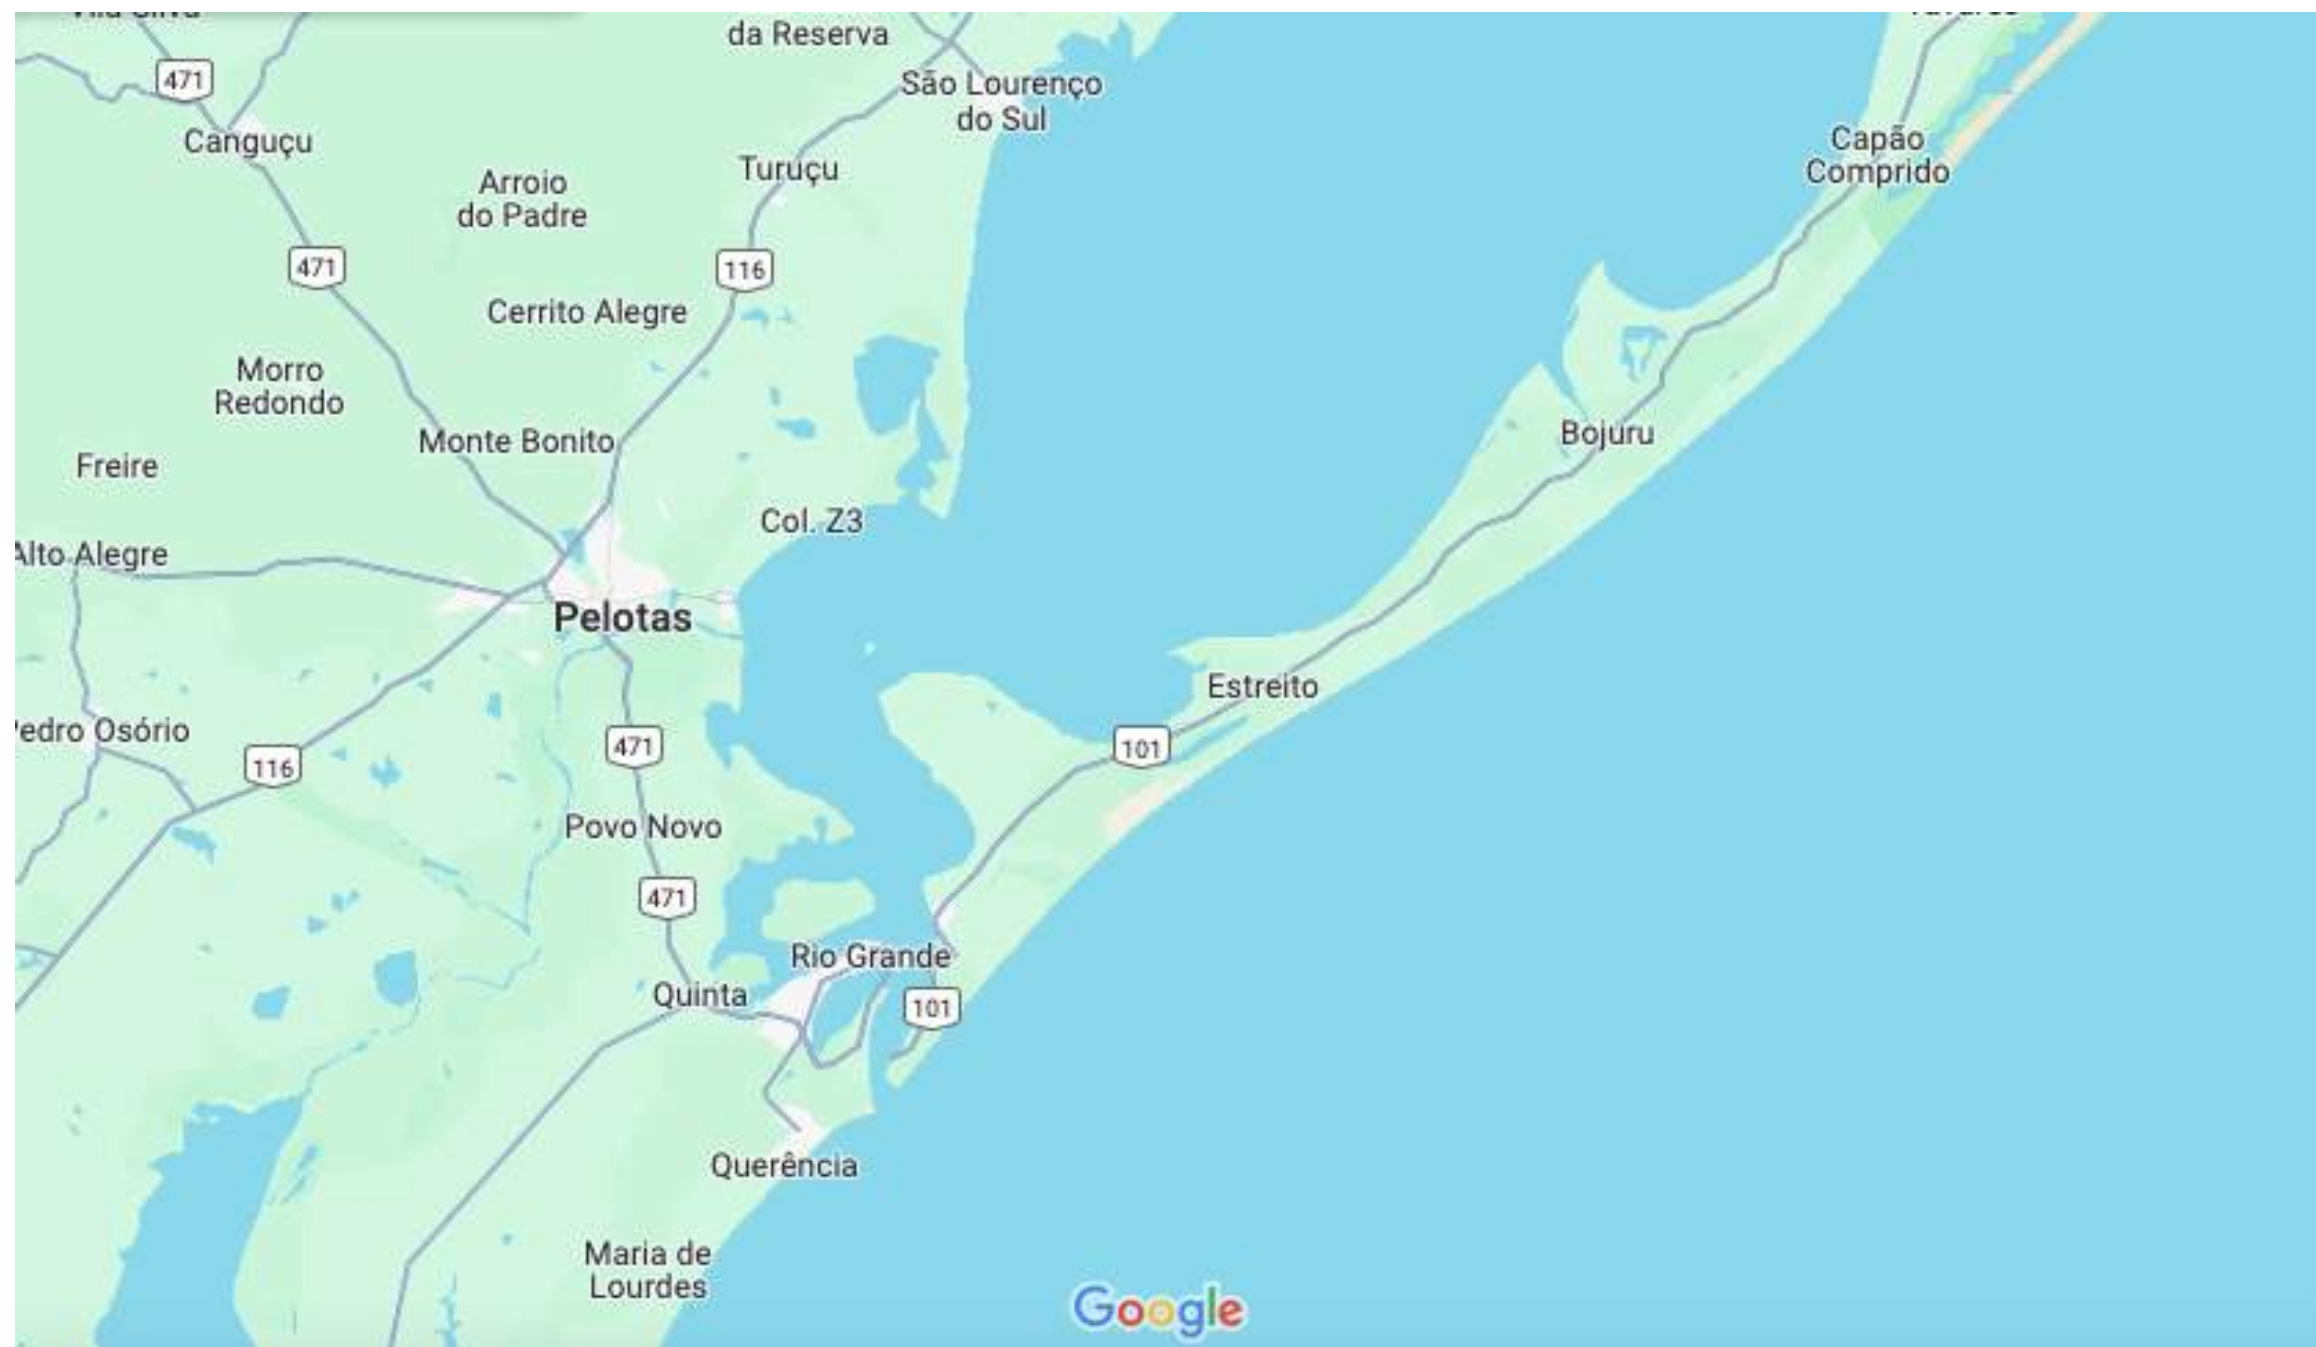 da Reserva
471
São Lourenço
do Sul
Canguçu
Capão
Comprido
Turuçu
Arroio
do Padre
471
116
Cerrito Alegre
Morro
Redondo
Monte Bonito
Bojuru
Freire
Col. Z3
Alto Alegre
Pelotas
Estreito
Osório
471
101
116
Povo Novo
471
Rio Grande
Quinta
101
Querência
Maria de
Lourdes
Google